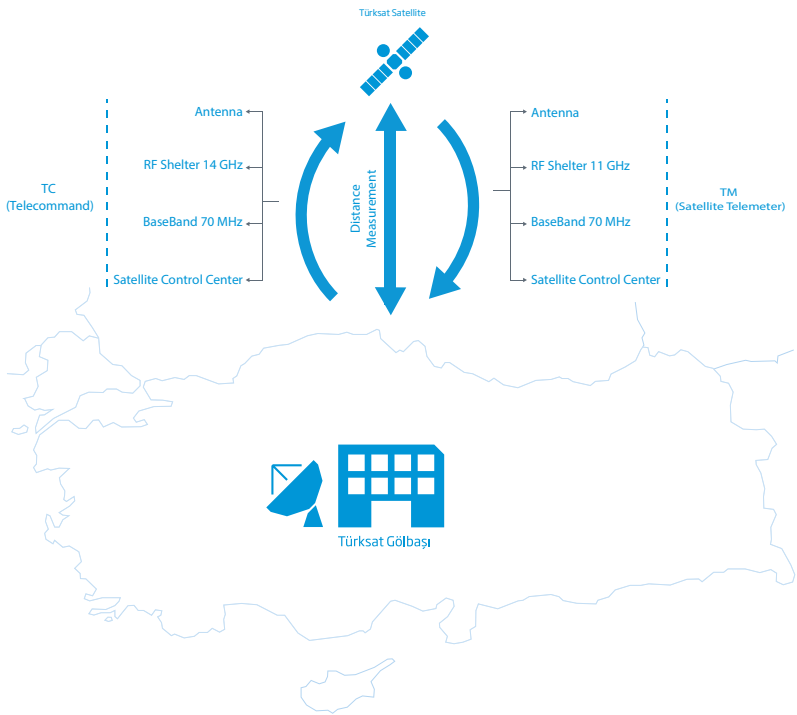 Türksat Satellite
TC
(Telecommand)
Antenna
RF Shelter 14 GHz
BaseBand 70 MHz
Satellite Control Center
Distance
Measurement
Antenna
RF Shelter 11 GHz
BaseBand 70 MHz
Satellite Control Center
TM
(Satellite Telemeter)
Türksat Gölbaşı